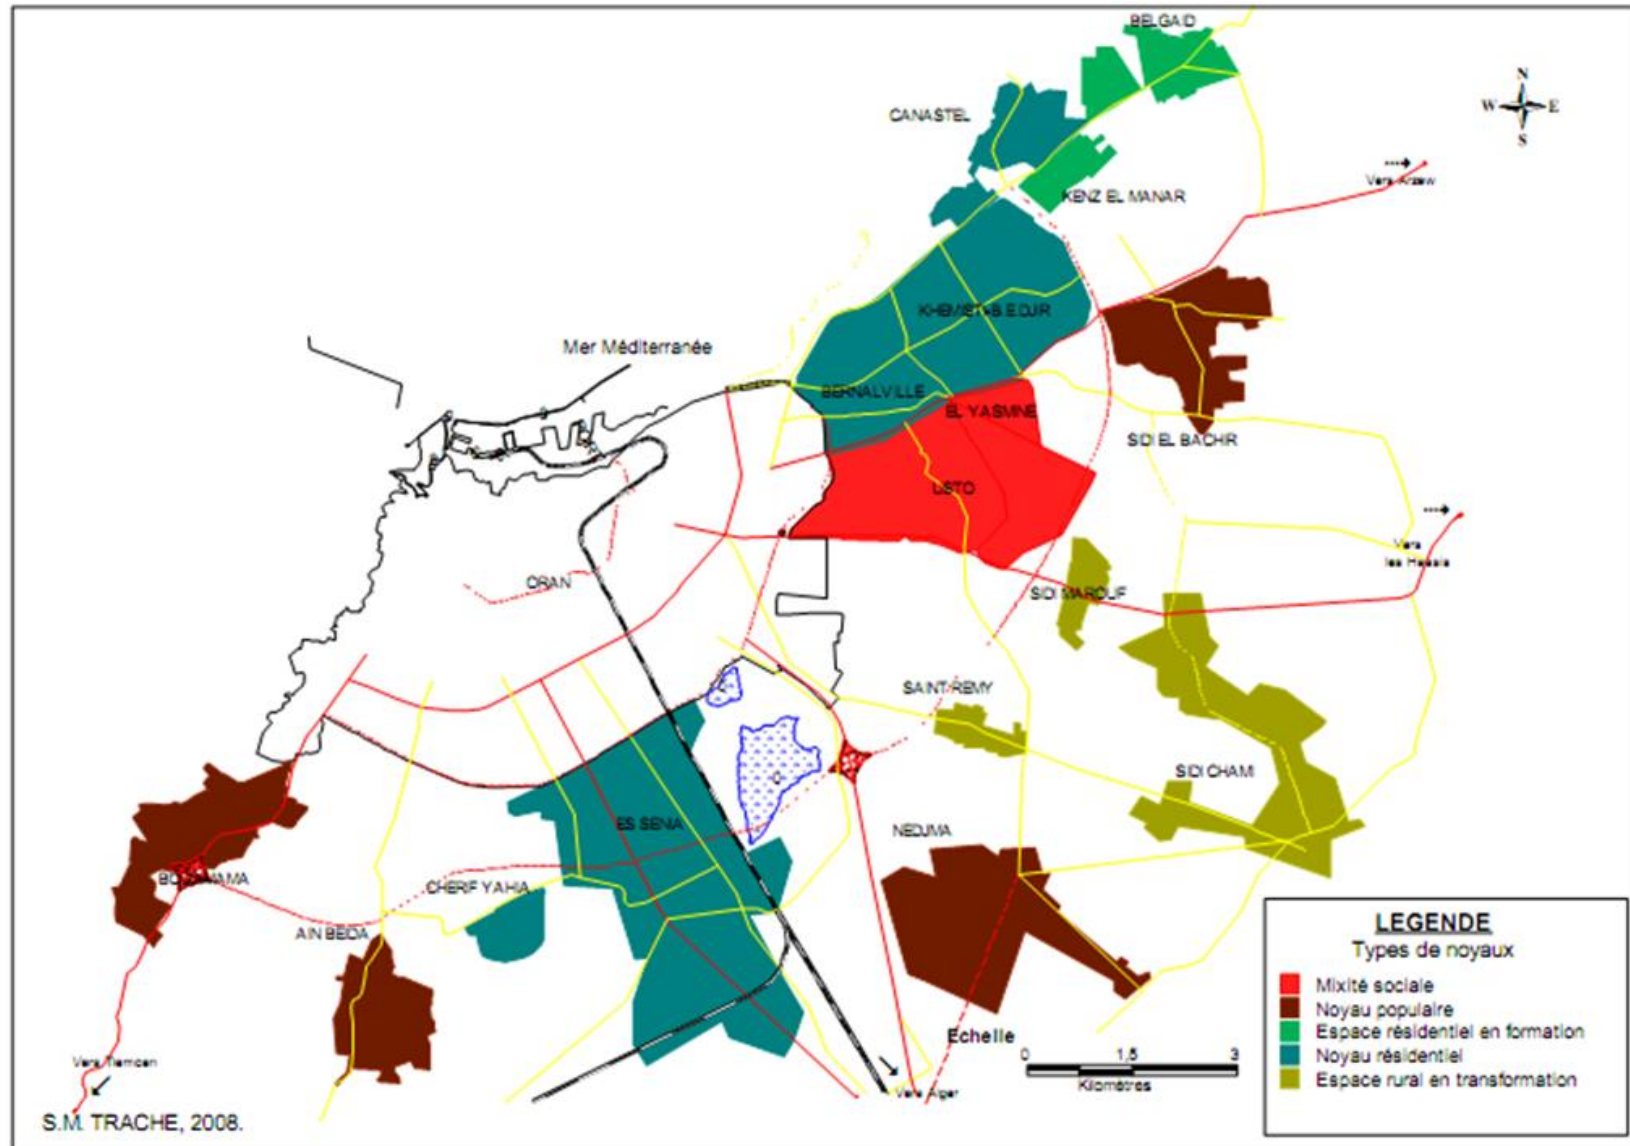 BELGAID
N
W E
S
CANASTEL
Vers Arzew
KENZ EL MANAR
KHEMISTI-B.EDJIR
Mer Méditerranée
BERNALVILLE
EL YASMNE
SIDI EL BACHIR
USTO
Vers
les Hassis
ORAN
SIDI MAROUF
SAINT REMY
SIDI CHAMI
ES SENIA
NEDJMA
CHERIF YAHIA
AIN BEIDA
Vers Tlemcen
Vers Alger
Echelle
0 1,5 3
Kilomètres
S.M. TRACHE, 2008.
LEGENDE
Types de noyaux
Mixité sociale
Noyau populaire
Espace résidentiel en formation
Noyau résidentiel
Espace rural en transformation